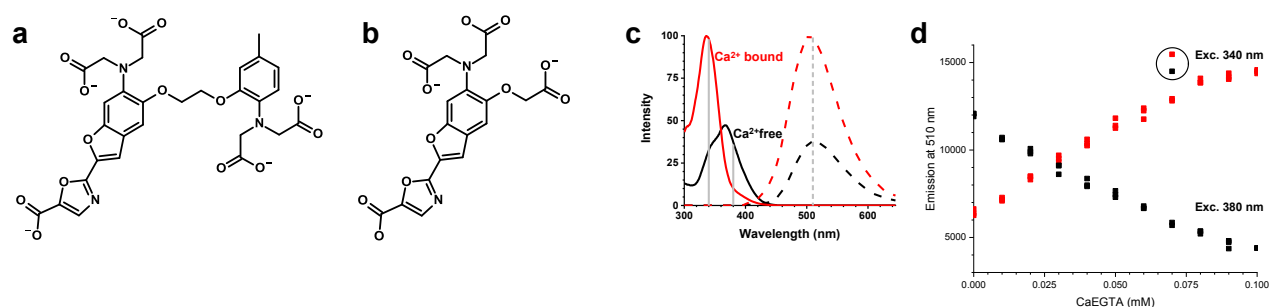 a
b
c
d
⁻O
O
O
O⁻
O
O⁻
N
O
O
O
O
O
N
O⁻
O
O⁻
O
N
O
O⁻
⁻O
O
O
O⁻
N
O
O
O⁻
O
O
N
O
O⁻
100
75
50
25
0
Intensity
Ca²⁺ bound
Ca²⁺free
300
400
500
600
Wavelength (nm)
15000
10000
5000
Emission at 510 nm
Exc. 340 nm
Exc. 380 nm
0.000
0.025
0.050
0.075
0.100
CaEGTA (mM)